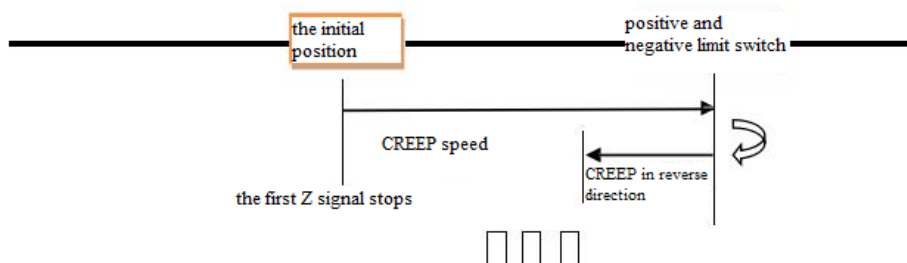 the initial
position
positive and
negative limit switch
CREEP speed
CREEP in reverse
direction
the first Z signal stops